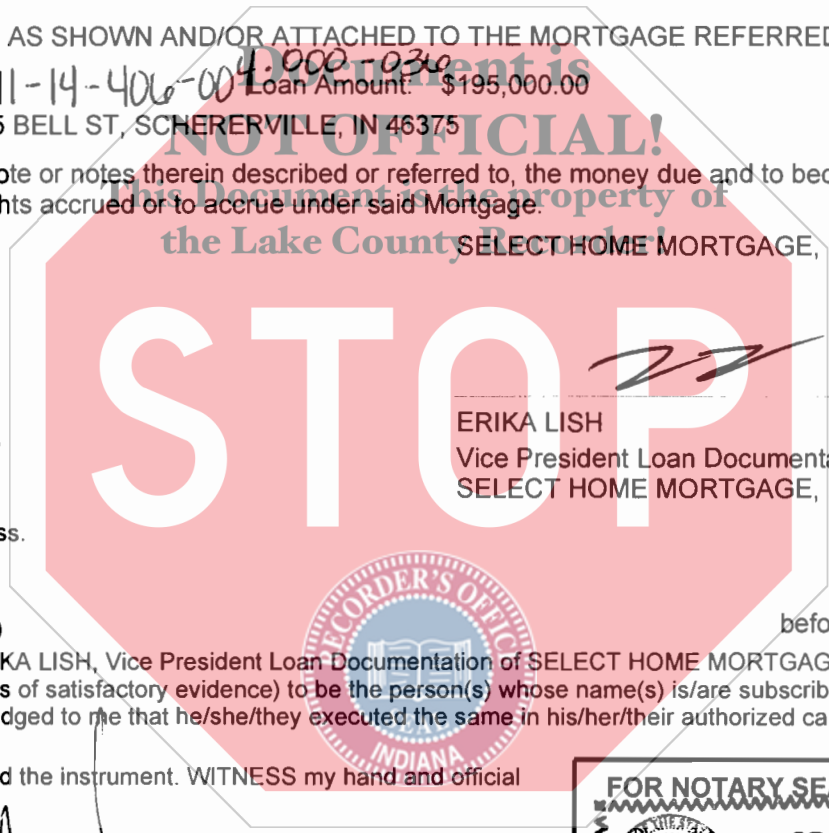 AS SHOWN AND/OR ATTACHED TO THE MORTGAGE REFERRED
11-14-406-004.000-036
Loan Amount: $195,000.00
5 BELL ST, SCHERERVILLE, IN 46375
Document is
NOT OFFICIAL!
This Document is the property of
the Lake County Recorder!
ote or notes therein described or referred to, the money due and to bec
hts accrued or to accrue under said Mortgage.
SELECT HOME MORTGAGE,
STOP
ERIKA LISH
Vice President Loan Documenta
SELECT HOME MORTGAGE,
ss.
RECORDER'S OFFICE
SEAL
INDIANA
)
befo
KA LISH, Vice President Loan Documentation of SELECT HOME MORTGAG
s of satisfactory evidence) to be the person(s) whose name(s) is/are subscrib
dged to me that he/she/they executed the same in his/her/their authorized ca
d the instrument. WITNESS my hand and official
FOR NOTARY SEA